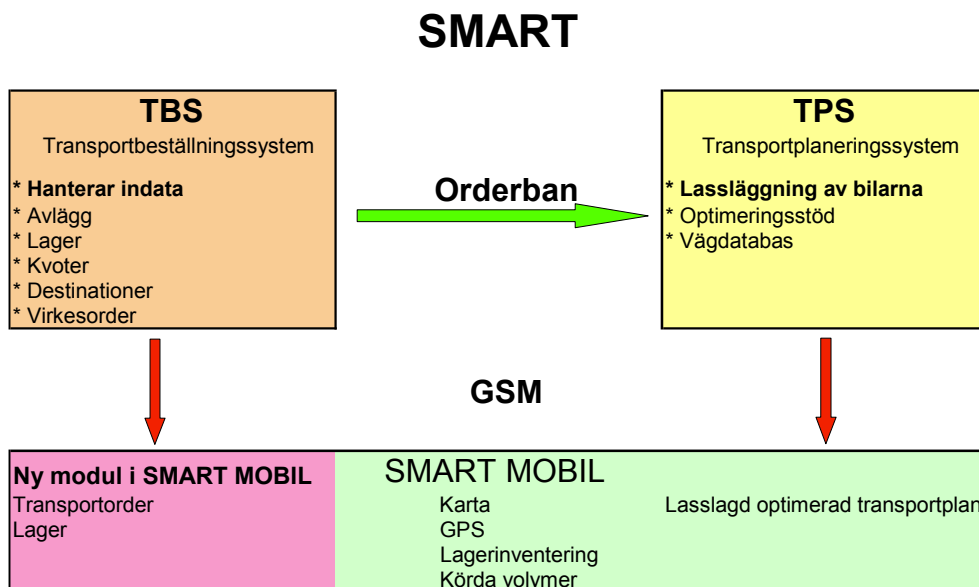 SMART
TBS
Transportbeställningssystem
* Hanterar indata
* Avlägg
* Lager
* Kvoter
* Destinationer
* Virkesorder
Orderban
TPS
Transportplaneringssystem
* Lassläggning av bilarna
* Optimeringsstöd
* Vägdatabas
GSM
Ny modul i SMART MOBIL
Transportorder
Lager
SMART MOBIL
Karta
GPS
Lagerinventering
Körda volymer
Lasslagd optimerad transportplan